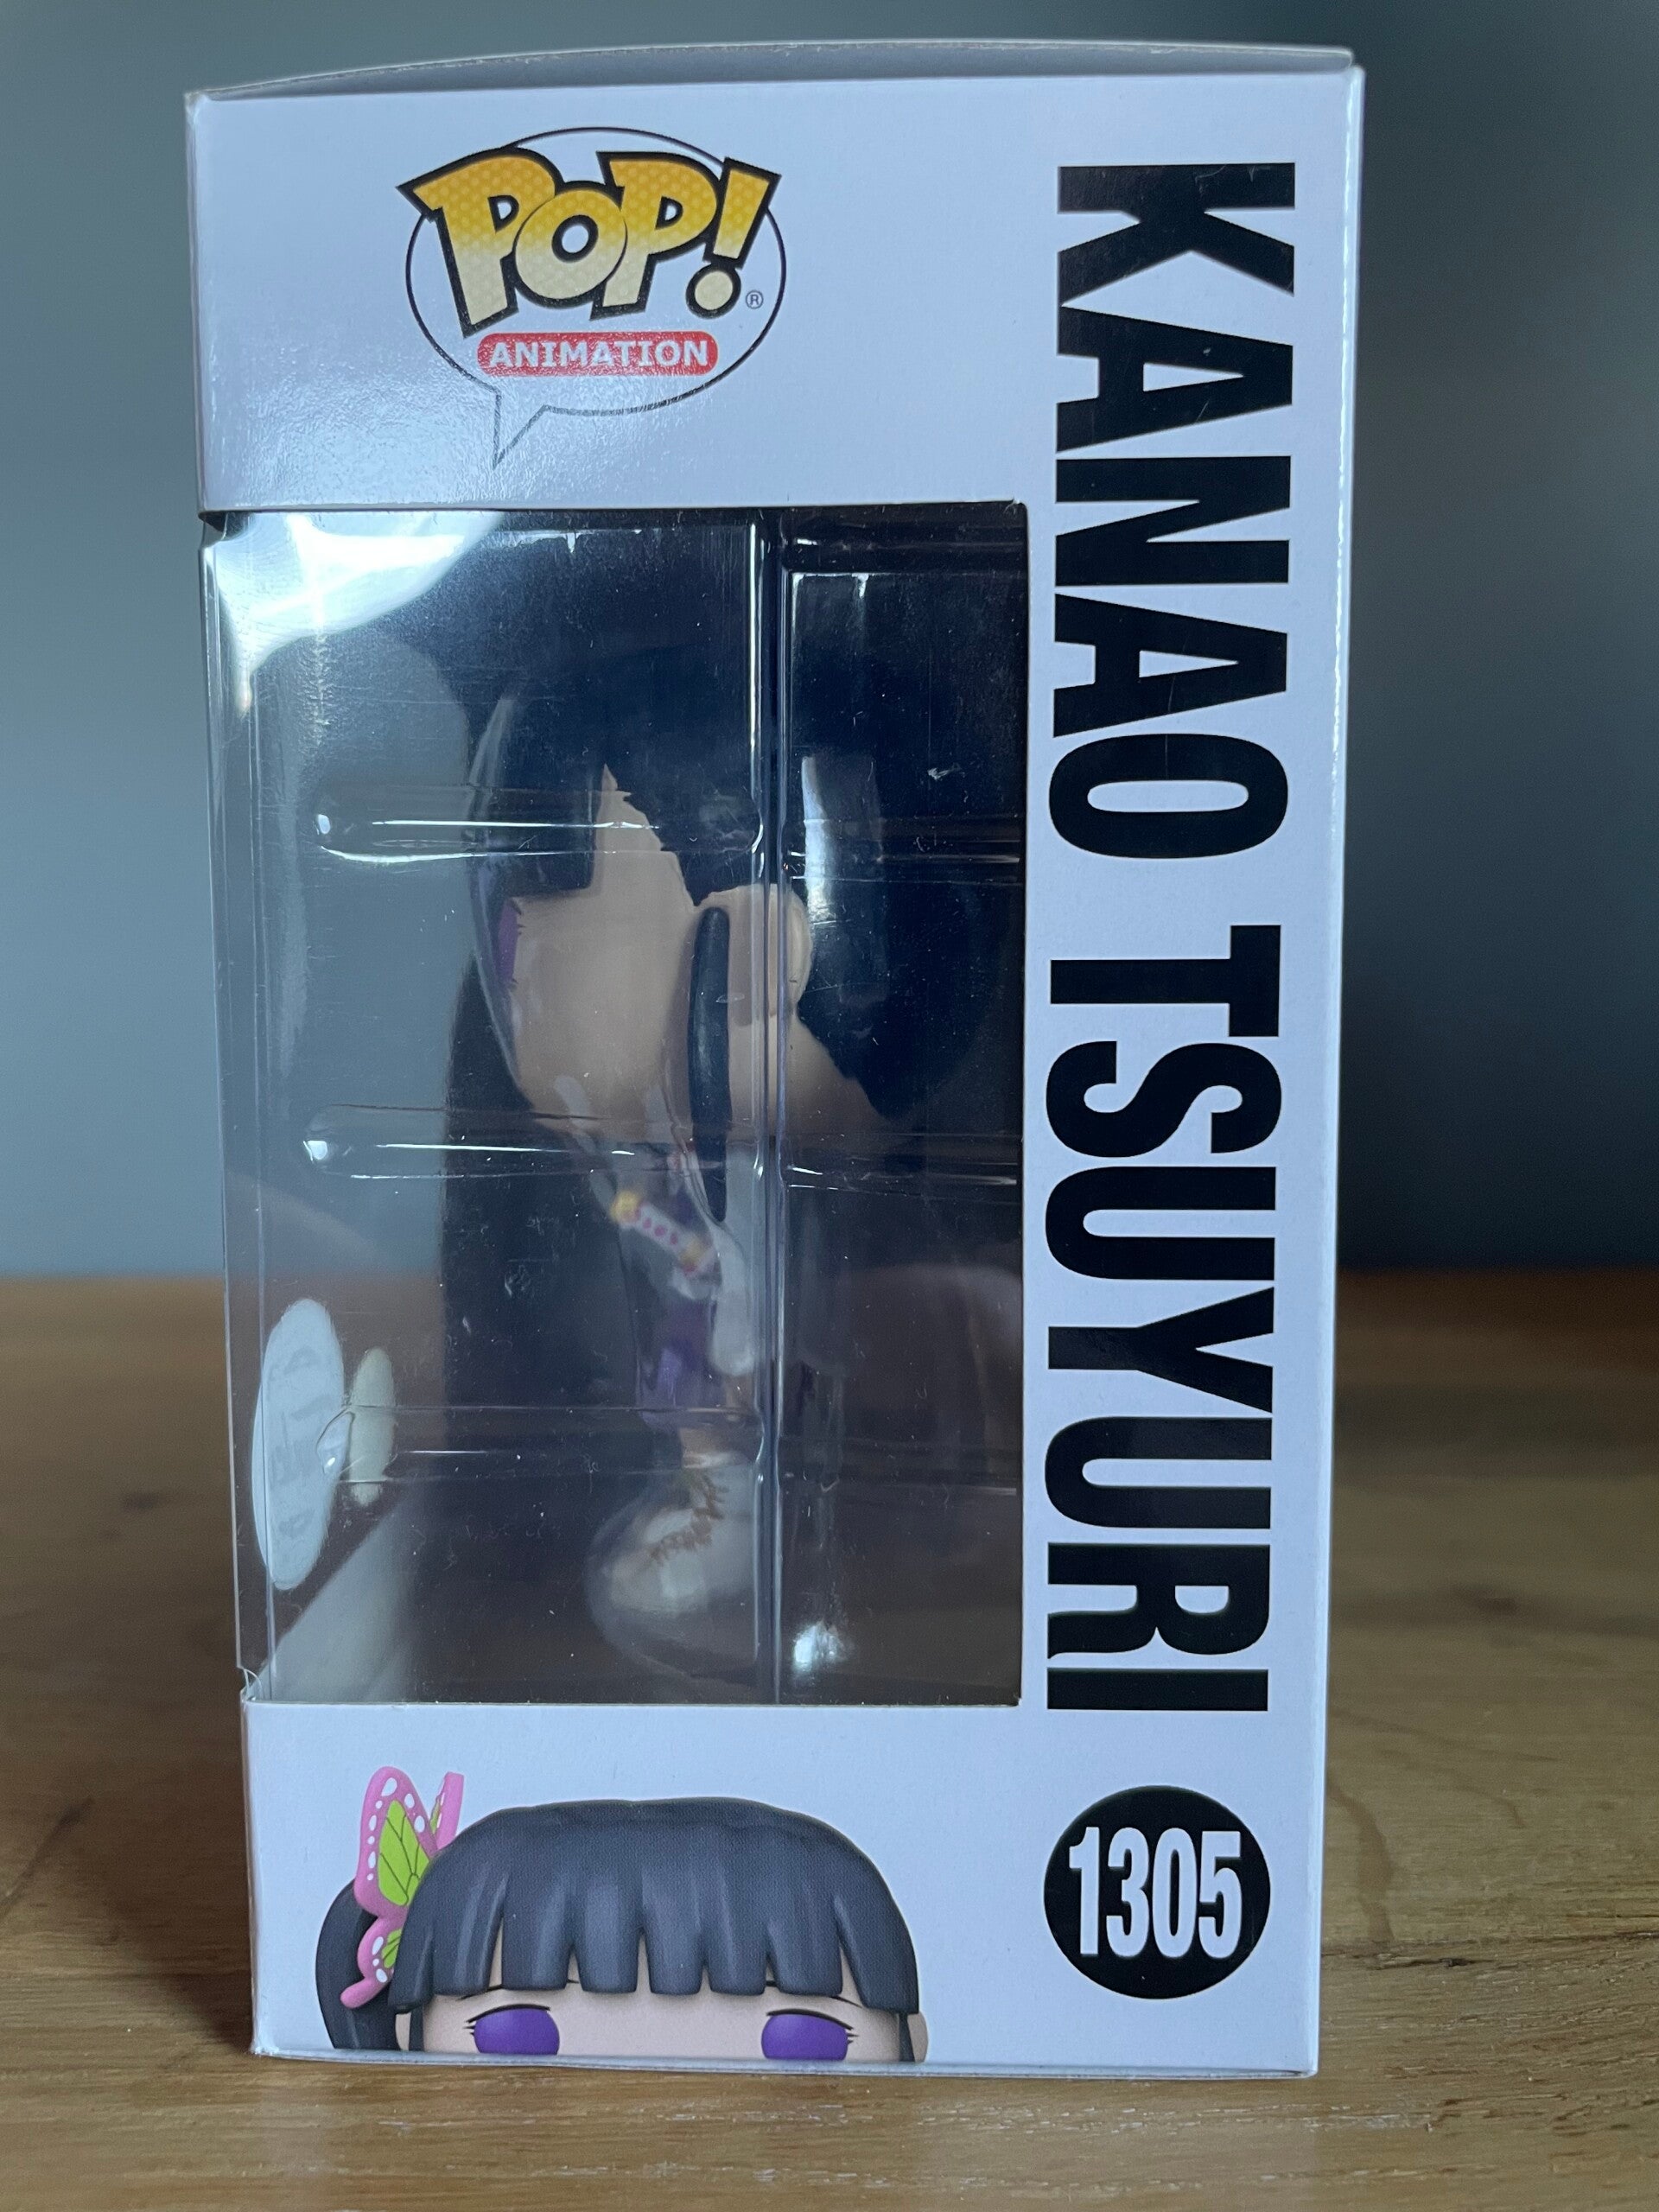 POP!
®
ANIMATION
KANAO TSUYURI
1305